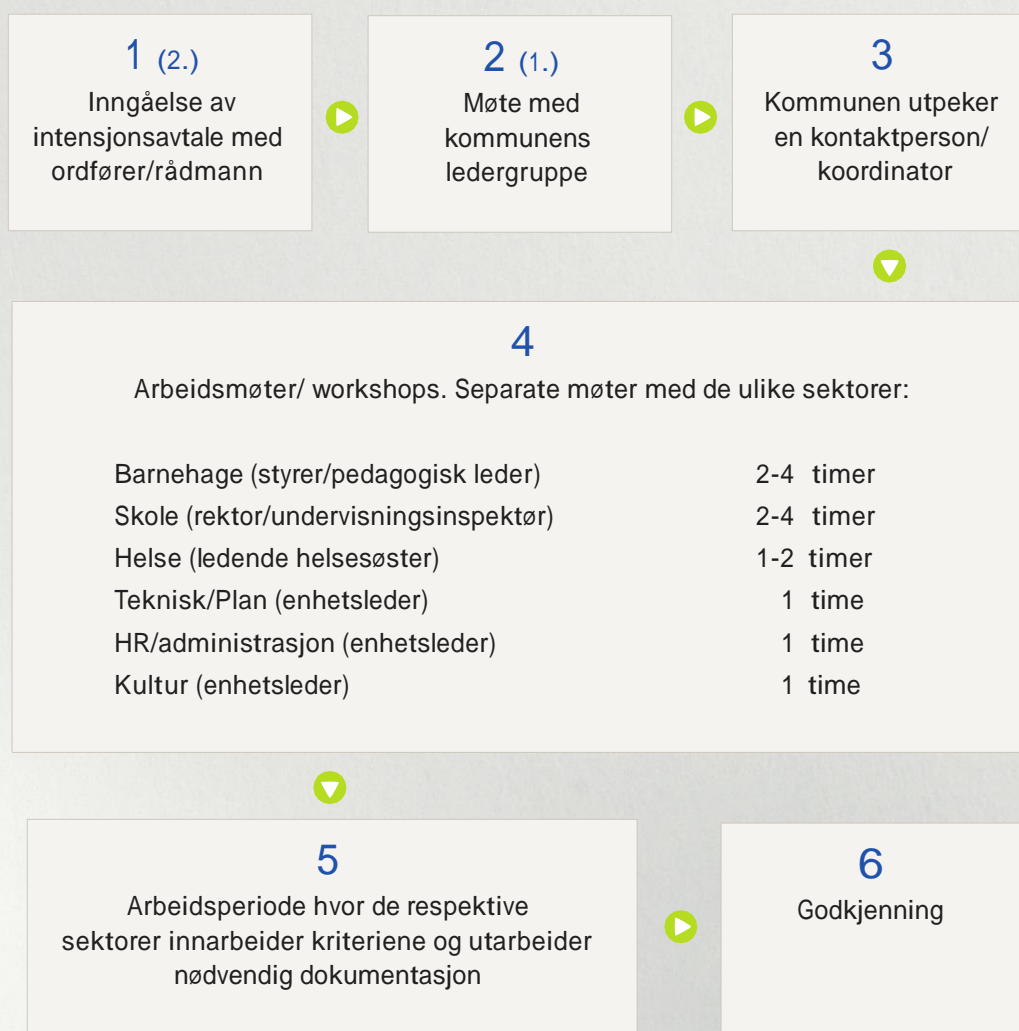 1 (2.)
Inngåelse av
intensjonsavtale med
ordfører/rådmann
2 (1.)
Møte med
kommunens
ledergruppe
3
Kommunen utpeker
en kontaktperson/
koordinator
4
Arbeidsmøter/ workshops. Separate møter med de ulike sektorer:
Barnehage (styrer/pedagogisk leder) 2-4 timer
Skole (rektor/undervisningsinspektør) 2-4 timer
Helse (ledende helsesøster) 1-2 timer
Teknisk/Plan (enhetsleder) 1 time
HR/administrasjon (enhetsleder) 1 time
Kultur (enhetsleder) 1 time
5
Arbeidsperiode hvor de respektive
sektorer innarbeider kriteriene og utarbeider
nødvendig dokumentasjon
6
Godkjenning